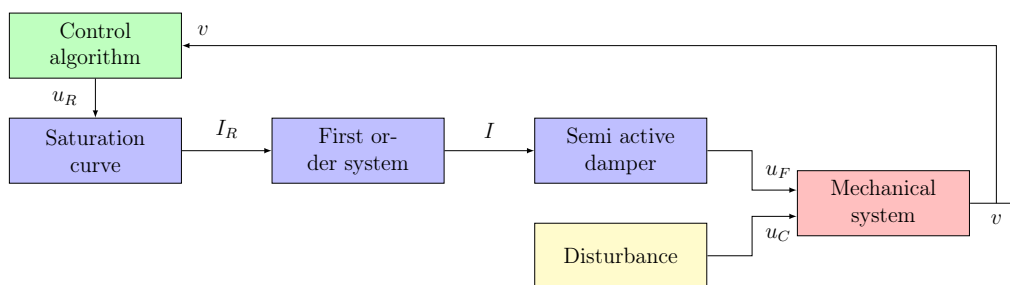 Control
algorithm
v
u_R
Saturation
curve
I_R
First or-
der system
I
Semi active
damper
u_F
Mechanical
system
v
u_C
Disturbance